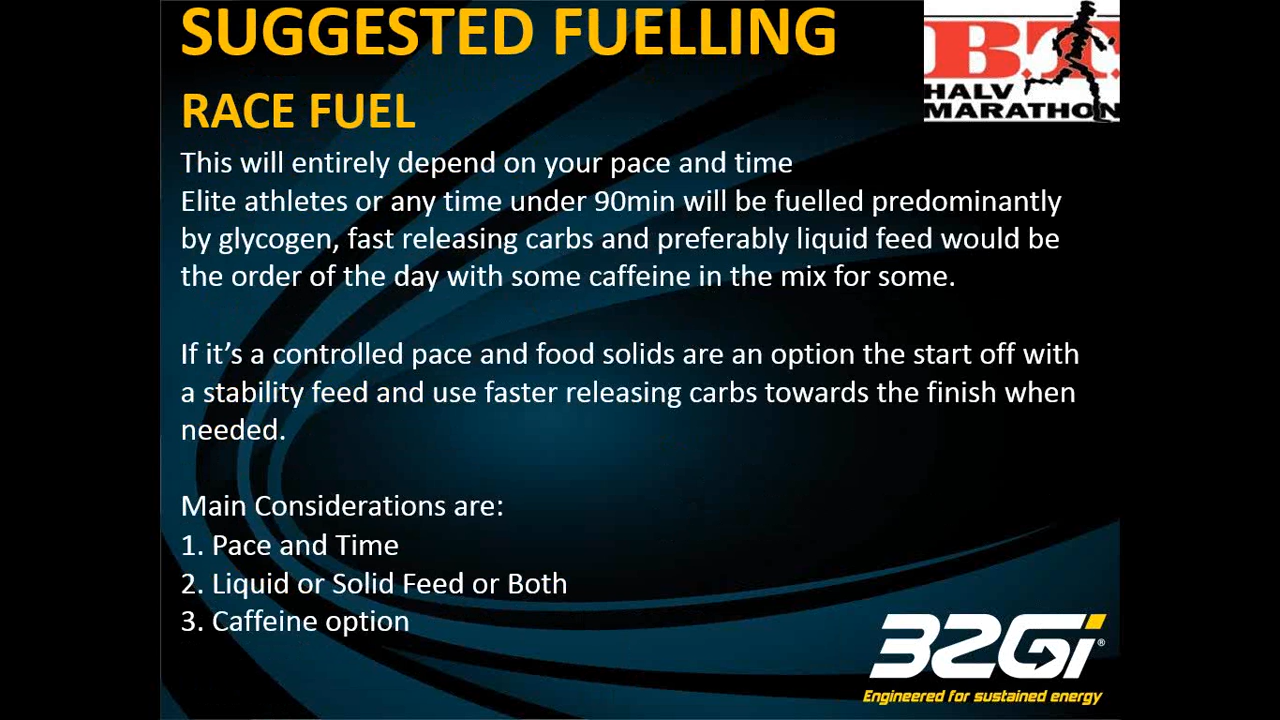 SUGGESTED FUELLING
B.T.
HALV
MARATHON
RACE FUEL
This will entirely depend on your pace and time
Elite athletes or any time under 90min will be fuelled predominantly
by glycogen, fast releasing carbs and preferably liquid feed would be
the order of the day with some caffeine in the mix for some.
If it’s a controlled pace and food solids are an option the start off with
a stability feed and use faster releasing carbs towards the finish when
needed.
Main Considerations are:
1. Pace and Time
2. Liquid or Solid Feed or Both
3. Caffeine option
32Gi®
Engineered for sustained energy